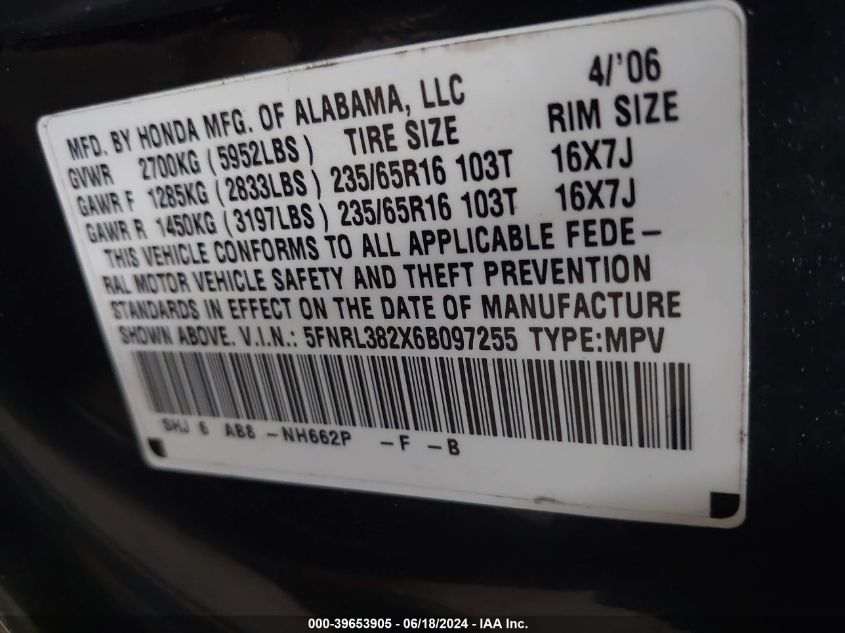 4/'06
MFD. BY HONDA MFG. OF ALABAMA, LLC
GVWR 2700KG (5952LBS) TIRE SIZE RIM SIZE
GAWR F 1285KG (2833LBS) 235/65R16 103T 16X7J
GAWR R 1450KG (3197LBS) 235/65R16 103T 16X7J
THIS VEHICLE CONFORMS TO ALL APPLICABLE FEDE-
RAL MOTOR VEHICLE SAFETY AND THEFT PREVENTION
STANDARDS IN EFFECT ON THE DATE OF MANUFACTURE
SHOWN ABOVE. V.I.N.: 5FNRL382X6B097255 TYPE:MPV
SHJ 6 AB8 -NH662P -F -B
000-39653905 - 06/18/2024 - IAA Inc.